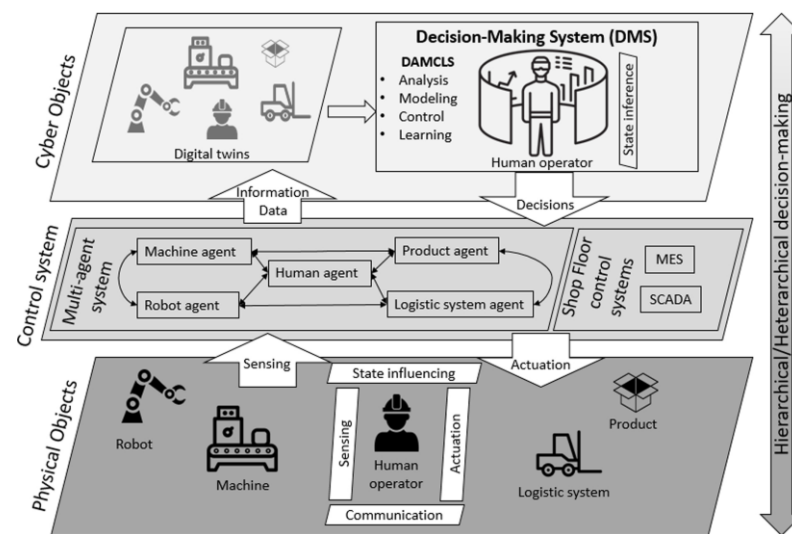 Cyber Objects
Digital twins
Decision-Making System (DMS)
DAMCLS
• Analysis
• Modeling
• Control
• Learning
Human operator
State inference
Information
Data
Decisions
Control system
Multi-agent
system
Machine agent
Product agent
Human agent
Robot agent
Logistic system agent
Shop Floor
control
systems
MES
SCADA
Sensing
Actuation
Physical Objects
Robot
Machine
State influencing
Sensing
Human
operator
Actuation
Communication
Product
Logistic system
Hierarchical/Heterarchical decision-making